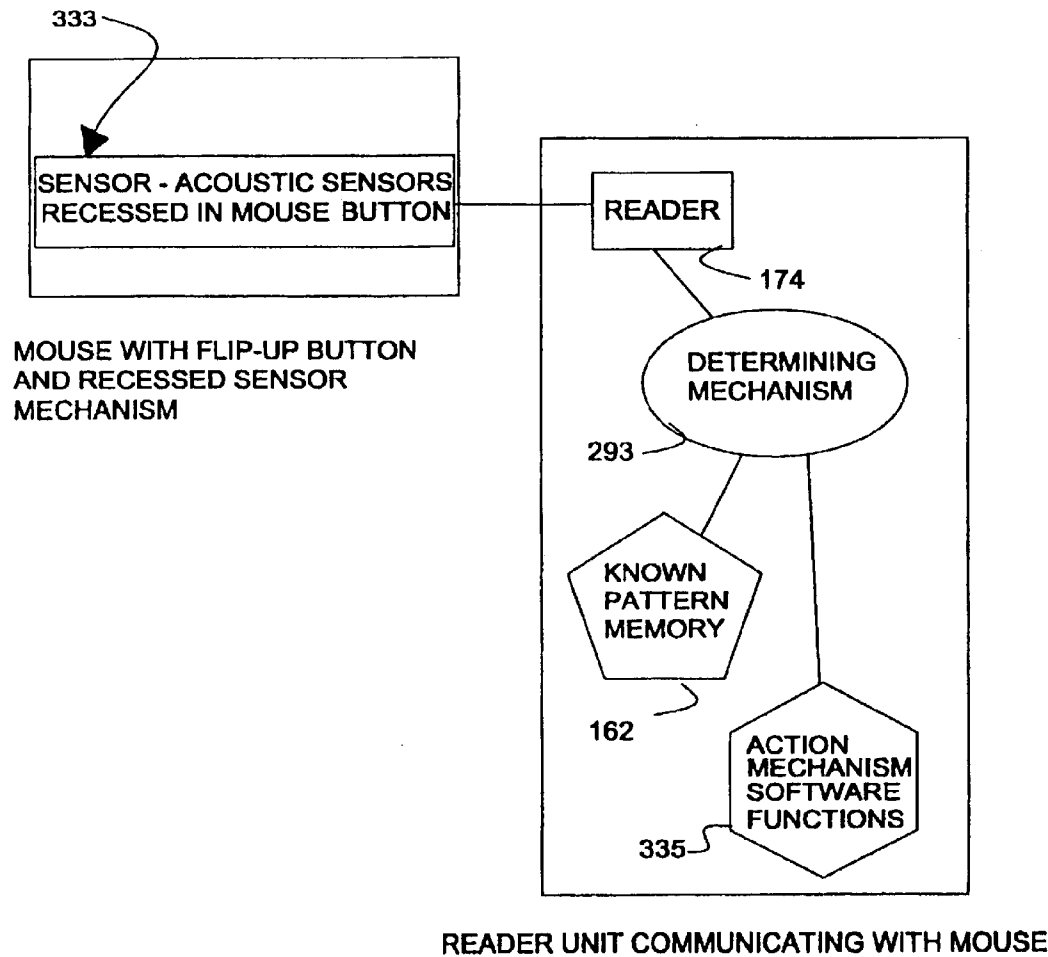 333
SENSOR - ACOUSTIC SENSORS
RECESSED IN MOUSE BUTTON
MOUSE WITH FLIP-UP BUTTON
AND RECESSED SENSOR
MECHANISM
READER
174
DETERMINING
MECHANISM
293
KNOWN
PATTERN
MEMORY
162
ACTION
MECHANISM
SOFTWARE
FUNCTIONS
335
READER UNIT COMMUNICATING WITH MOUSE